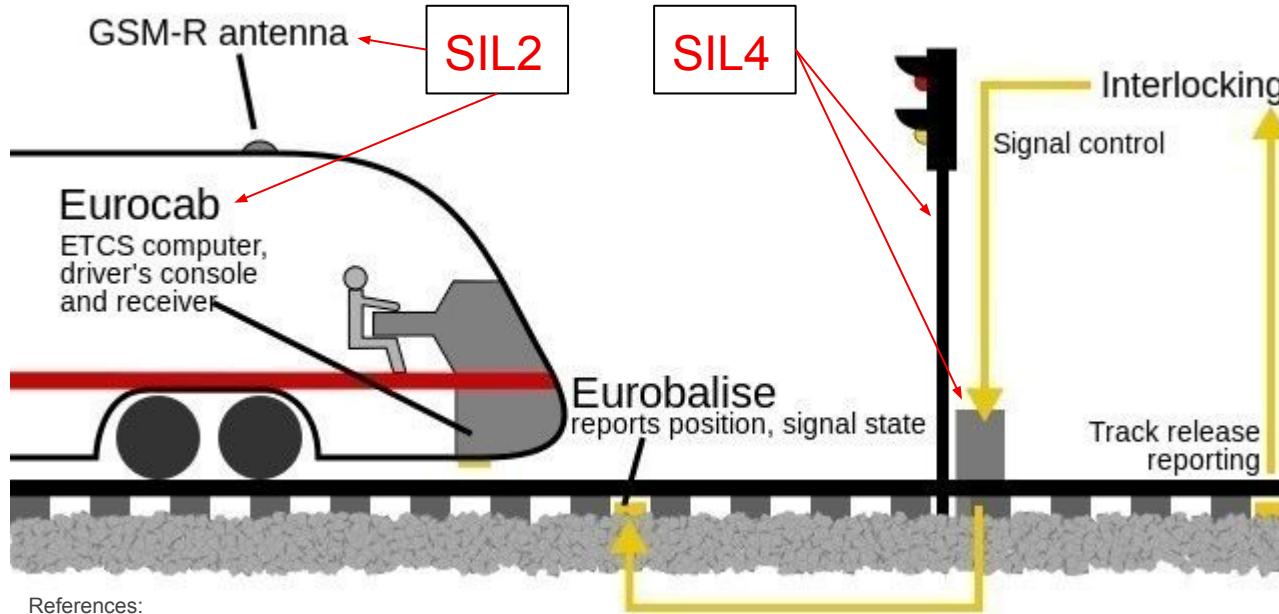 GSM-R antenna
SIL2
SIL4
Interlocking
Signal control
Eurocab
ETCS computer,
driver's console
and receiver
Eurobalise
reports position, signal state
Track release
reporting
References: